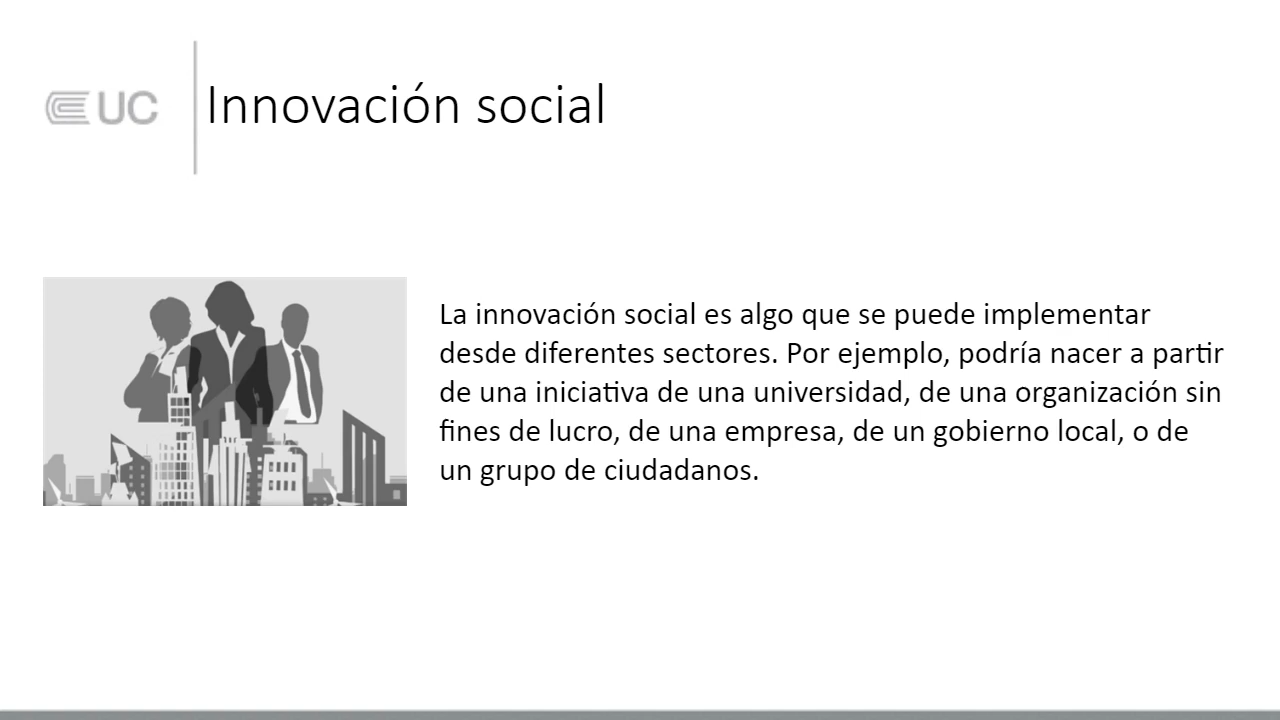 UC
Innovación social
La innovación social es algo que se puede implementar
desde diferentes sectores. Por ejemplo, podría nacer a partir
de una iniciativa de una universidad, de una organización sin
fines de lucro, de una empresa, de un gobierno local, o de
un grupo de ciudadanos.